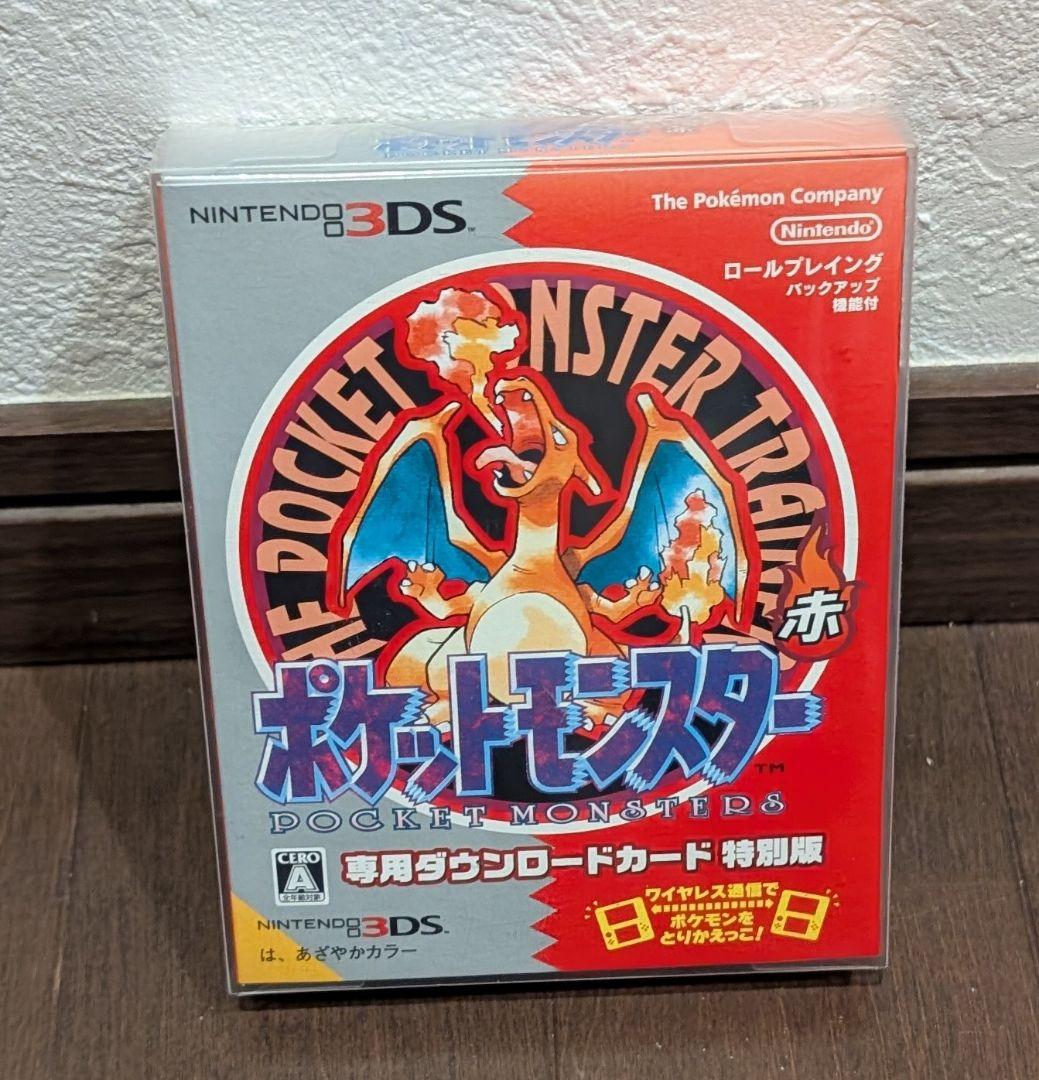 NINTENDO 3DS™
The Pokémon Company
Nintendo®
ロールプレイング
バックアップ
機能付
THE POCKET MONSTER TRAINER
赤
ポケットモンスター
TM
POCKET MONSTERS
CERO
A
全年齢対象
専用ダウンロードカード 特別版
ワイヤレス通信で
ポケモンを
とりかえっこ!
NINTENDO 3DS™
は、あざやかカラー